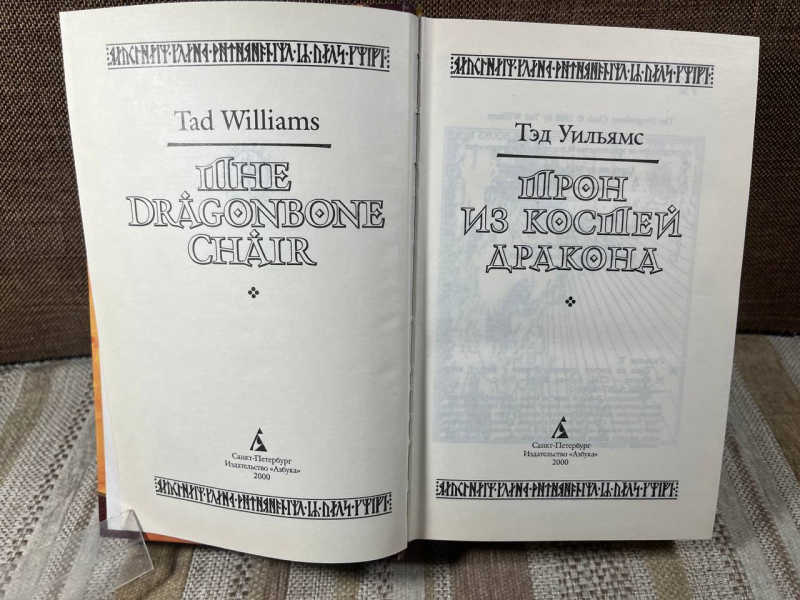 Tad Williams
THE
DRAGONBONE
CHAIR
Санкт-Петербург
Издательство «Азбука»
2000
Тэд Уильямс
ТРОН
ИЗ КОСТЕЙ
ДРАКОНА
Санкт-Петербург
Издательство «Азбука»
2000